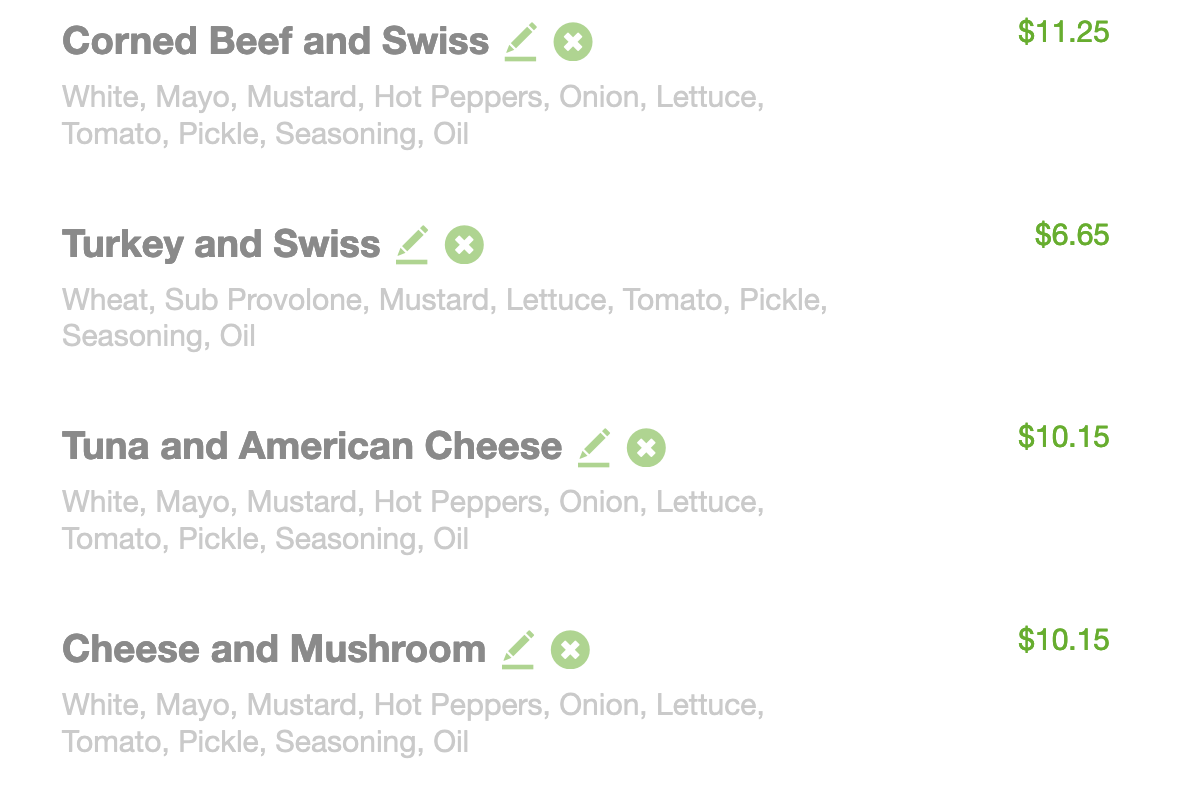 Corned Beef and Swiss $11.25
White, Mayo, Mustard, Hot Peppers, Onion, Lettuce,
Tomato, Pickle, Seasoning, Oil
Turkey and Swiss $6.65
Wheat, Sub Provolone, Mustard, Lettuce, Tomato, Pickle,
Seasoning, Oil
Tuna and American Cheese $10.15
White, Mayo, Mustard, Hot Peppers, Onion, Lettuce,
Tomato, Pickle, Seasoning, Oil
Cheese and Mushroom $10.15
White, Mayo, Mustard, Hot Peppers, Onion, Lettuce,
Tomato, Pickle, Seasoning, Oil